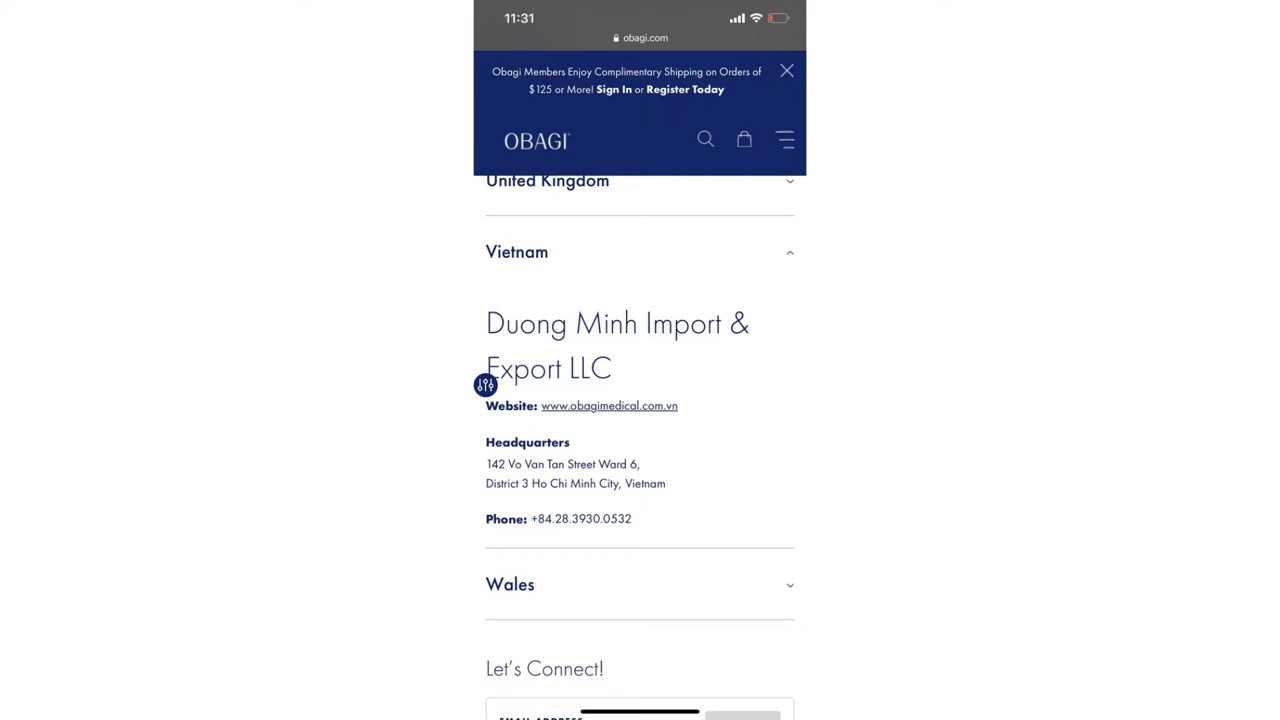 11:31
obagi.com
Obagi Members Enjoy Complimentary Shipping on Orders of
$125 or More! Sign In or Register Today
OBAGI
United Kingdom
Vietnam
Duong Minh Import &
Export LLC
Website: www.obagimedical.com.vn
Headquarters
142 Vo Van Tan Street Ward 6,
District 3 Ho Chi Minh City, Vietnam
Phone: +84.28.3930.0532
Wales
Let's Connect!
EMAIL ADDRESS